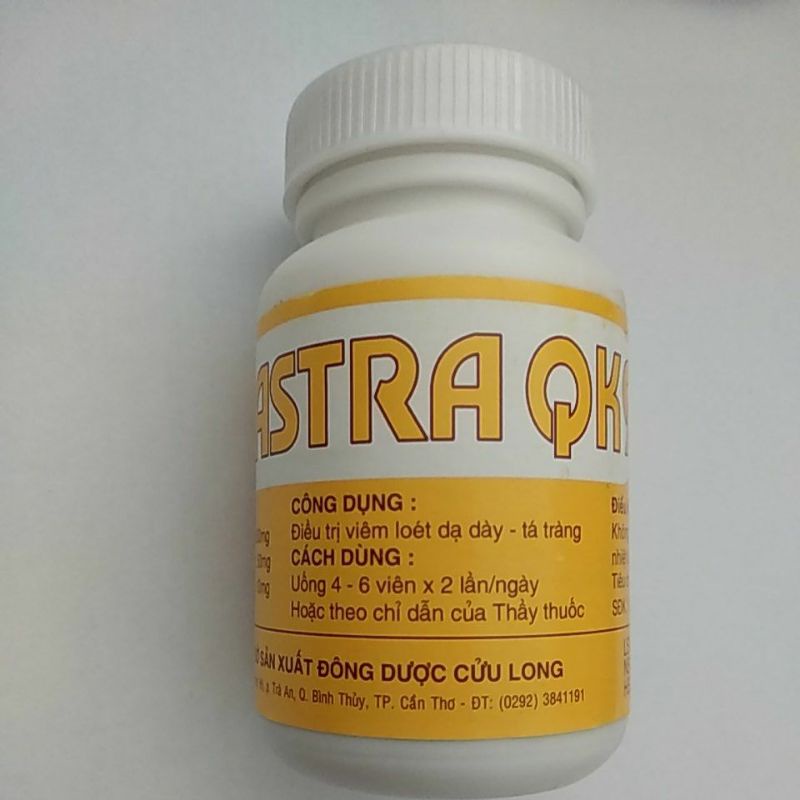 ASTRA QK
CÔNG DỤNG :
Điều trị viêm loét dạ dày - tá tràng
CÁCH DÙNG :
Uống 4 - 6 viên x 2 lần/ngày
Hoặc theo chỉ dẫn của Thầy thuốc
SẢN XUẤT ĐÔNG DƯỢC CỬU LONG
Trà An, Q. Bình Thủy, TP. Cần Thơ - ĐT: (0292) 3841191
SĐK